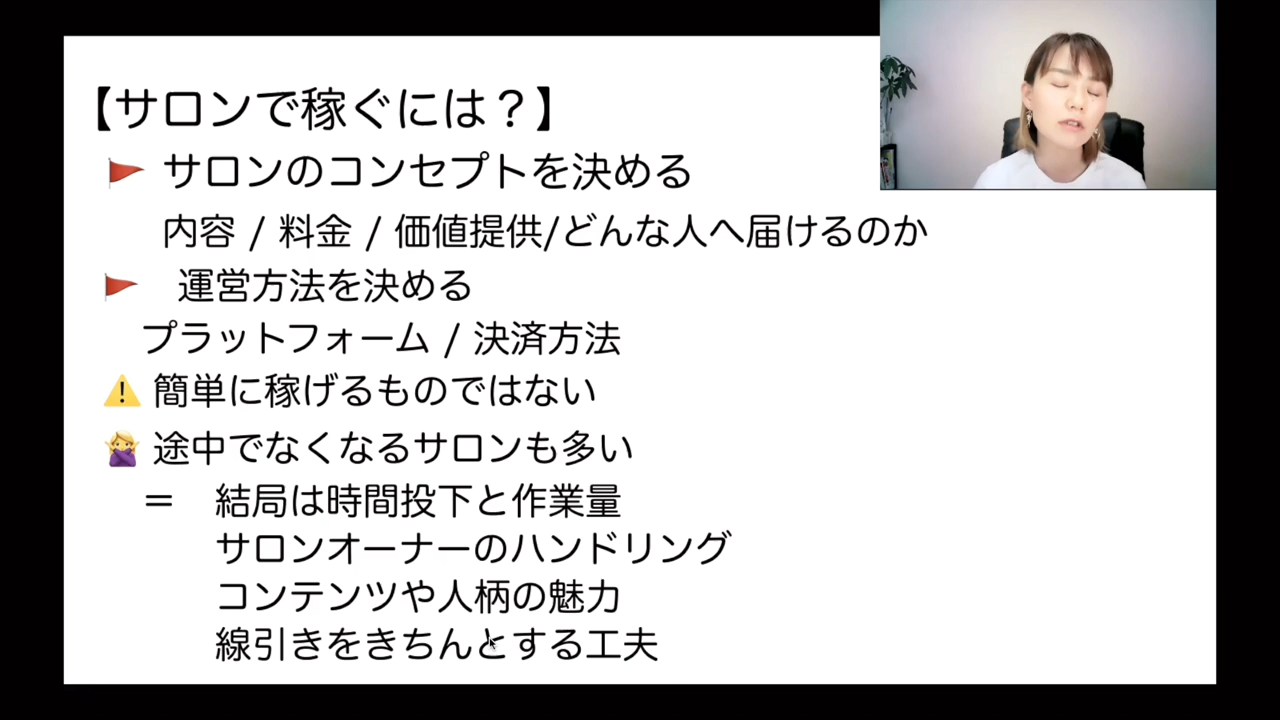 【サロンで稼ぐには？】
🚩 サロンのコンセプトを決める
内容 / 料金 / 価値提供/どんな人へ届けるのか
🚩 運営方法を決める
プラットフォーム / 決済方法
⚠️ 簡単に稼げるものではない
🙅‍♀️ 途中でなくなるサロンも多い
＝　結局は時間投下と作業量
サロンオーナーのハンドリング
コンテンツや人柄の魅力
線引きをきちんとする工夫